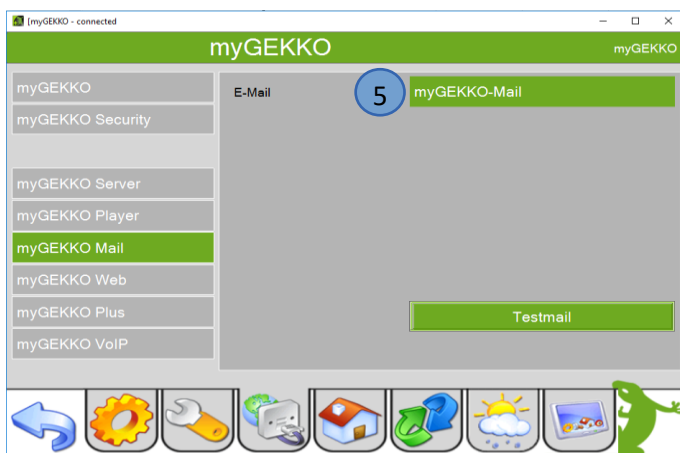 [myGEKKO - connected
myGEKKO
myGEKKO
myGEKKO
myGEKKO Security
myGEKKO Server
myGEKKO Player
myGEKKO Mail
myGEKKO Web
myGEKKO Plus
myGEKKO VoIP
E-Mail
5
myGEKKO-Mail
Testmail